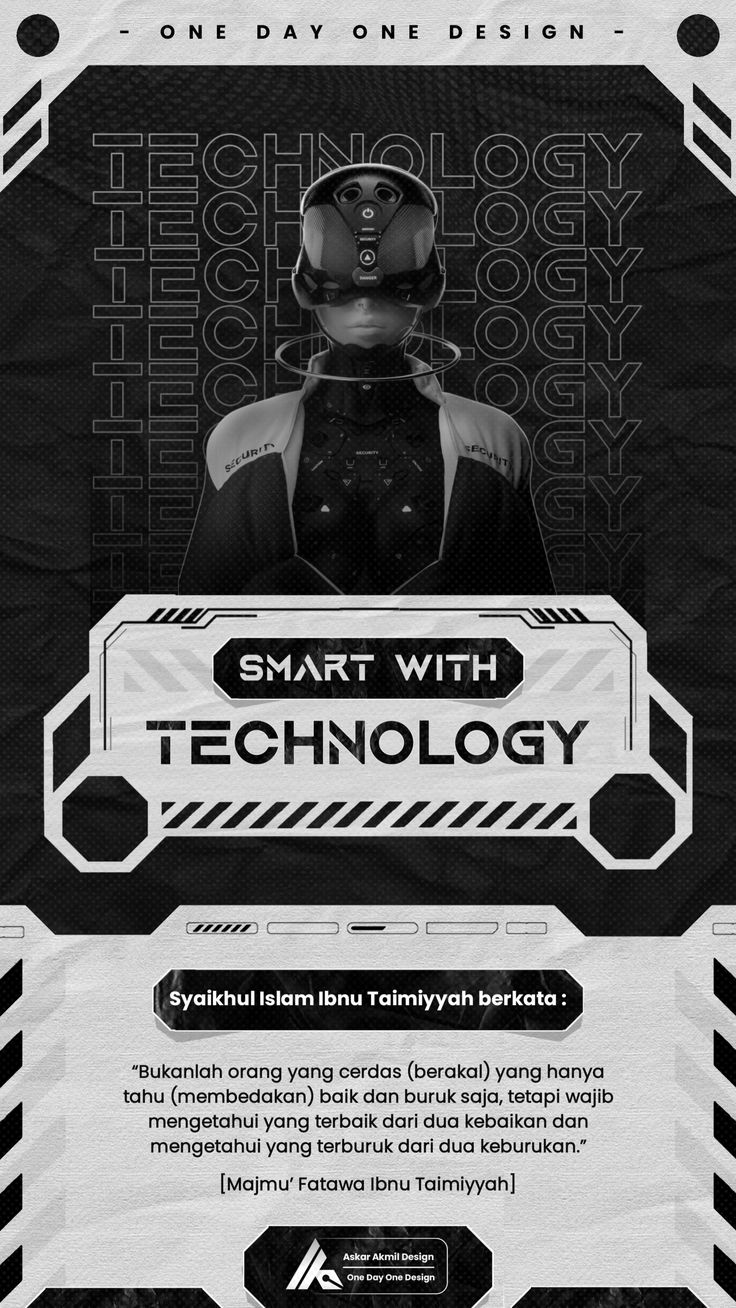 - ONE DAY ONE DESIGN -
TECHNOLOGY
TECHNOLOGY
TECHNOLOGY
TECHNOLOGY
TECHNOLOGY
TECHNOLOGY
TECHNOLOGY
TECHNOLOGY
SECURITY
DANGER
SECURITY
SECURITY
SECURITY
SMART WITH
TECHNOLOGY
Syaikhul Islam Ibnu Taimiyyah berkata :
“Bukanlah orang yang cerdas (berakal) yang hanya
tahu (membedakan) baik dan buruk saja, tetapi wajib
mengetahui yang terbaik dari dua kebaikan dan
mengetahui yang terburuk dari dua keburukan.”
[Majmu’ Fatawa Ibnu Taimiyyah]
Askar Akmil Design
One Day One Design